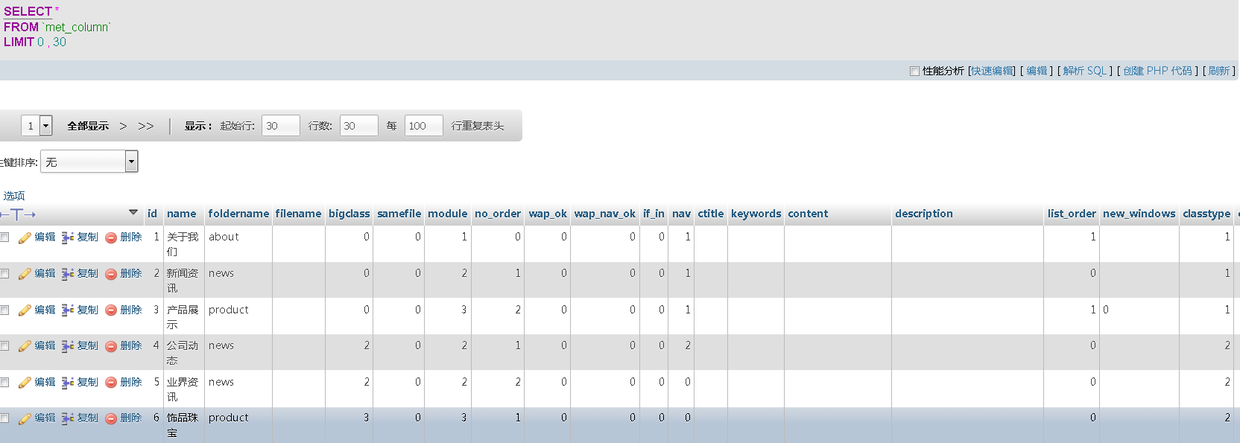 SELECT *
FROM `met_column`
LIMIT 0 , 30
性能分析 [快速编辑] [ 编辑 ] [ 解析 SQL ] [ 创建 PHP 代码 ] [ 刷新 ]
1 全部显示 > >> 显示： 起始行: 30 行数: 30 每 100 行重复表头
键排序: 无
选项
←T→ id name foldername filename bigclass samefile module no_order wap_ok wap_nav_ok if_in nav ctitle keywords content description list_order new_windows classtype
编辑 复制 删除 1 关于我 about 0 0 1 0 0 0 0 1 1 1
们
编辑 复制 删除 2 新闻资 news 0 0 2 1 0 0 0 1 0 1
讯
编辑 复制 删除 3 产品展 product 0 0 3 2 0 0 0 1 1 0 1
示
编辑 复制 删除 4 公司动 news 2 0 2 1 0 0 0 2 0 2
态
编辑 复制 删除 5 业界资 news 2 0 2 2 0 0 0 0 0 2
讯
编辑 复制 删除 6 饰品珠 product 3 0 3 1 0 0 0 0 0 2
宝